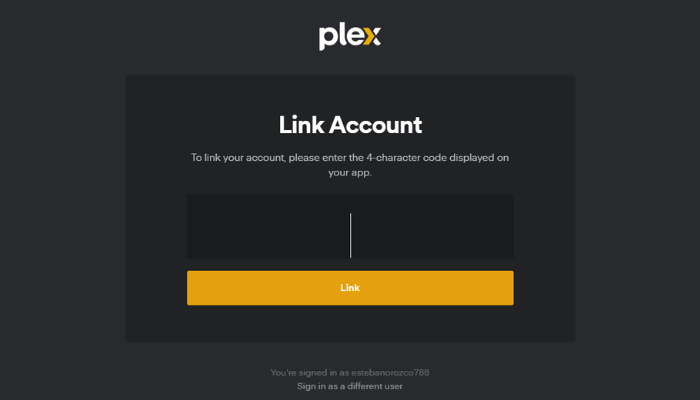 plex
Link Account
To link your account, please enter the 4-character code displayed on
your app.
Link
You're signed in as estebanorozco788
Sign in as a different user